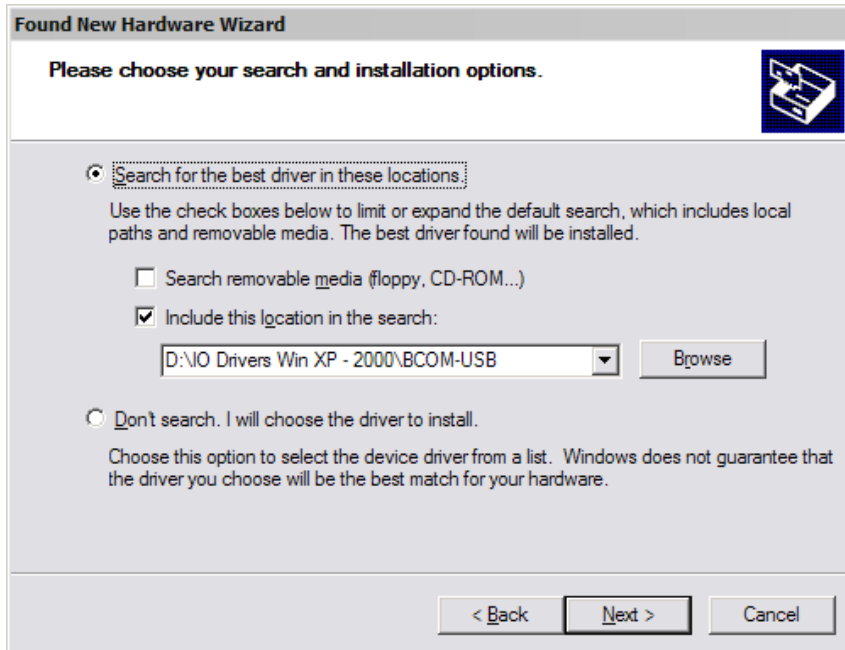 Found New Hardware Wizard
Please choose your search and installation options.
Search for the best driver in these locations.
Use the check boxes below to limit or expand the default search, which includes local
paths and removable media. The best driver found will be installed.
Search removable media (floppy, CD-ROM...)
Include this location in the search:
D:\IO Drivers Win XP - 2000\BCOM-USB
Browse
Don't search. I will choose the driver to install.
Choose this option to select the device driver from a list.  Windows does not guarantee that
the driver you choose will be the best match for your hardware.
< Back
Next >
Cancel